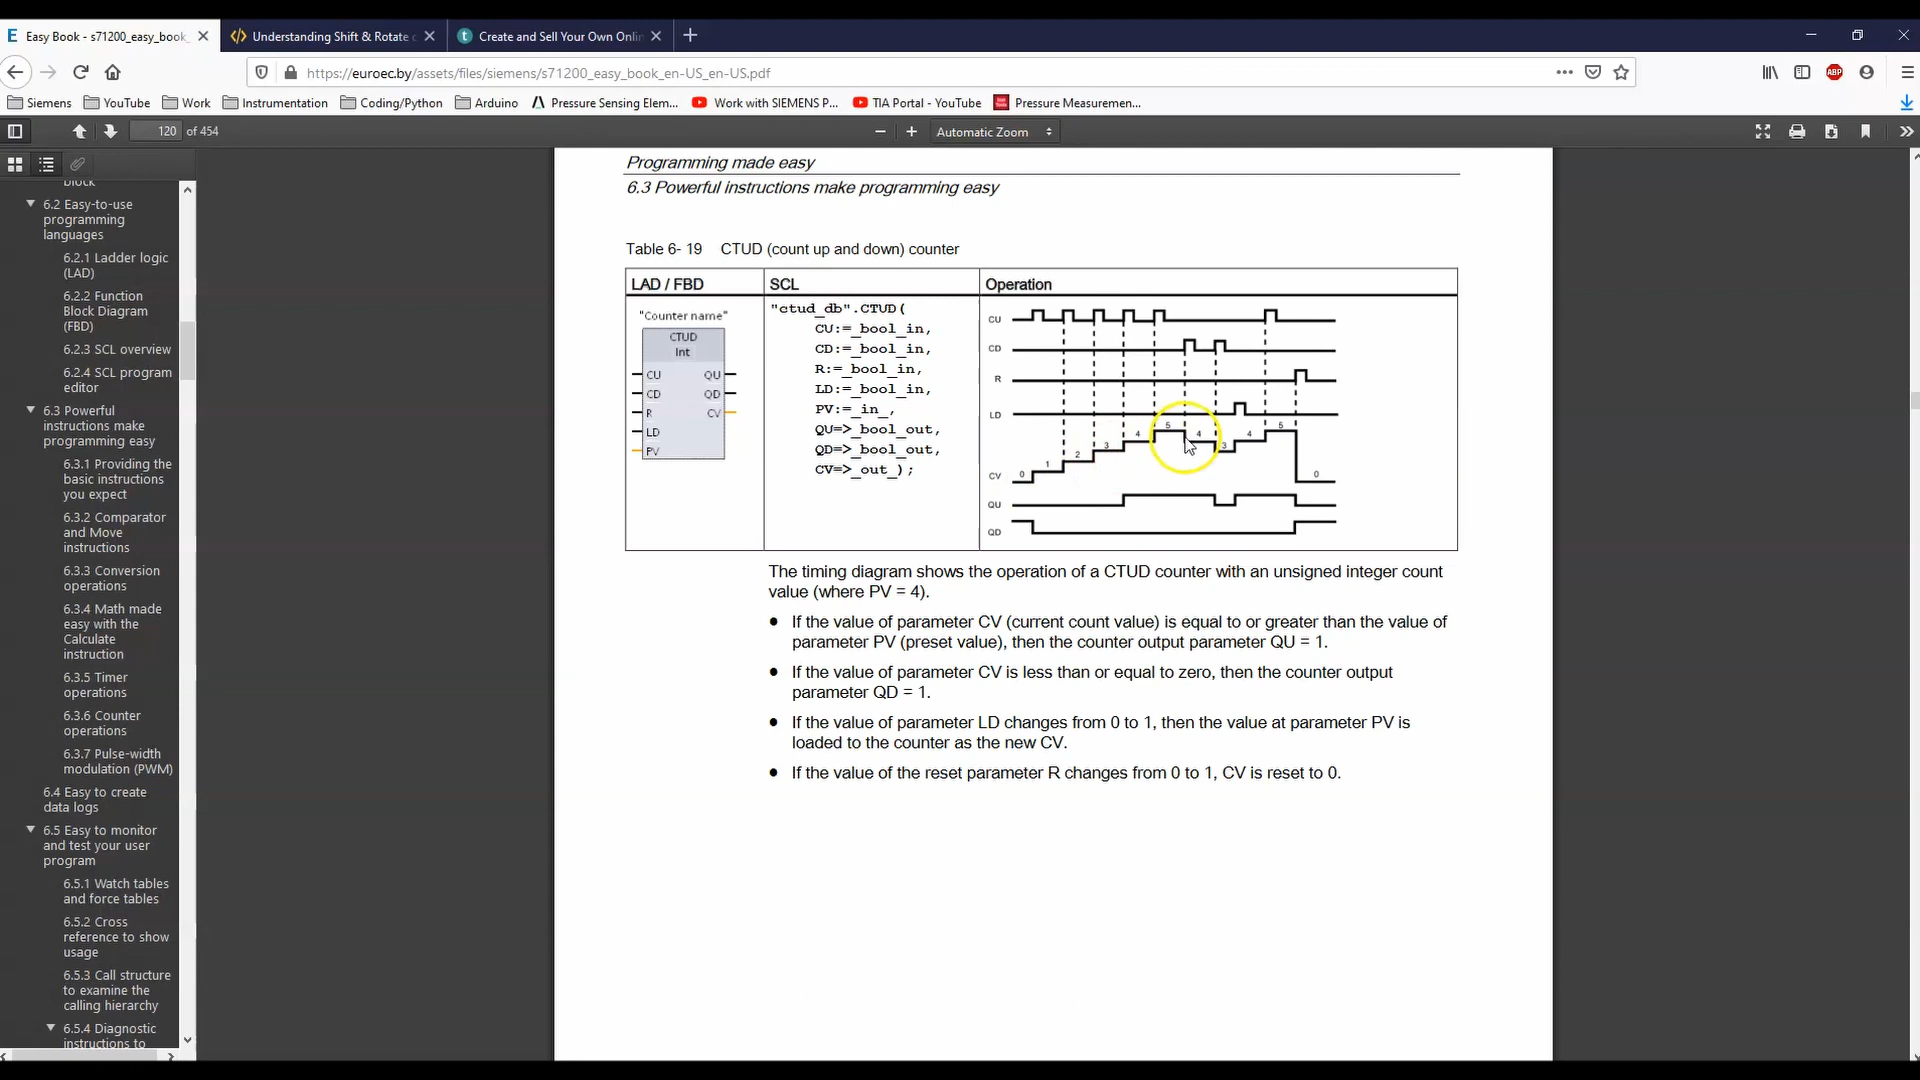 Easy Book - s71200_easy_book_
Understanding Shift & Rotate
Create and Sell Your Own Onli
https://euroec.by/assets/files/siemens/s71200_easy_book_en-US_en-US.pdf
ABP
Siemens
YouTube
Work
Instrumentation
Coding/Python
Arduino
Pressure Sensing Elem...
Work with SIEMENS P...
TIA Portal - YouTube
Pressure Measuremen...
120 of 454
Automatic Zoom
block
6.2 Easy-to-use
programming
languages
6.2.1 Ladder logic
(LAD)
6.2.2 Function
Block Diagram
(FBD)
6.2.3 SCL overview
6.2.4 SCL program
editor
6.3 Powerful
instructions make
programming easy
6.3.1 Providing the
basic instructions
you expect
6.3.2 Comparator
and Move
instructions
6.3.3 Conversion
operations
6.3.4 Math made
easy with the
Calculate
instruction
6.3.5 Timer
operations
6.3.6 Counter
operations
6.3.7 Pulse-width
modulation (PWM)
6.4 Easy to create
data logs
6.5 Easy to monitor
and test your user
program
6.5.1 Watch tables
and force tables
6.5.2 Cross
reference to show
usage
6.5.3 Call structure
to examine the
calling hierarchy
6.5.4 Diagnostic
instructions to
Programming made easy
6.3 Powerful instructions make programming easy
Table 6- 19 CTUD (count up and down) counter
LAD / FBD
SCL
Operation
"Counter name"
CTUD
Int
CU QU
CD QD
R CV
LD
PV
"ctud_db".CTUD(
CU:=_bool_in,
CD:=_bool_in,
R:=_bool_in,
LD:=_bool_in,
PV:=_in_,
QU=>_bool_out,
QD=>_bool_out,
CV=>_out_);
CU
CD
R
LD
CV 0 1 2 3 4 5 4 3 4 5 0
QU
QD
The timing diagram shows the operation of a CTUD counter with an unsigned integer count
value (where PV = 4).
● If the value of parameter CV (current count value) is equal to or greater than the value of
parameter PV (preset value), then the counter output parameter QU = 1.
● If the value of parameter CV is less than or equal to zero, then the counter output
parameter QD = 1.
● If the value of parameter LD changes from 0 to 1, then the value at parameter PV is
loaded to the counter as the new CV.
● If the value of the reset parameter R changes from 0 to 1, CV is reset to 0.